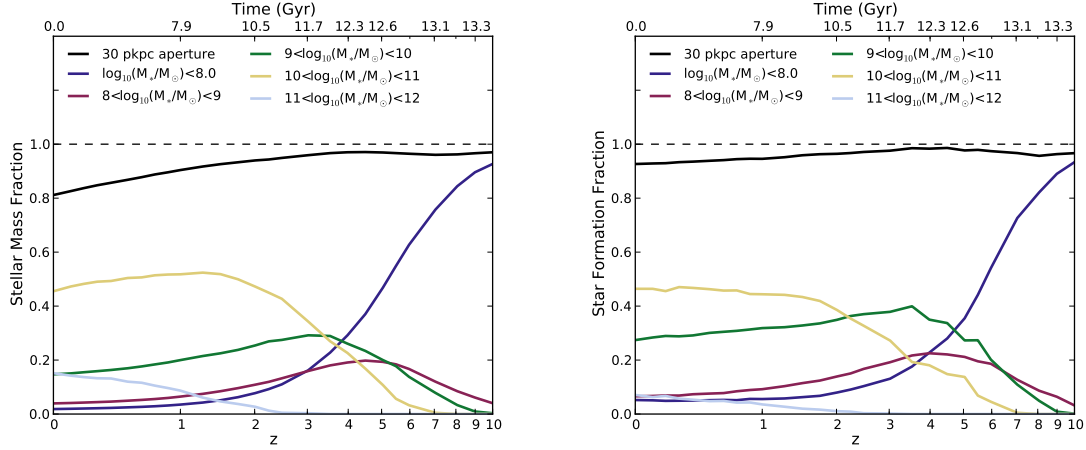 Time (Gyr)
0.0 7.9 10.5 11.7 12.3 12.6 13.1 13.3
30 pkpc aperture
log₁₀(M*/M☉)<8.0
8<log₁₀(M*/M☉)<9
9<log₁₀(M*/M☉)<10
10<log₁₀(M*/M☉)<11
11<log₁₀(M*/M☉)<12
Stellar Mass Fraction
1.0
0.8
0.6
0.4
0.2
0.0
0 1 2 3 4 5 6 7 8 9 10
z
Time (Gyr)
0.0 7.9 10.5 11.7 12.3 12.6 13.1 13.3
30 pkpc aperture
log₁₀(M*/M☉)<8.0
8<log₁₀(M*/M☉)<9
9<log₁₀(M*/M☉)<10
10<log₁₀(M*/M☉)<11
11<log₁₀(M*/M☉)<12
Star Formation Fraction
1.0
0.8
0.6
0.4
0.2
0.0
0 1 2 3 4 5 6 7 8 9 10
z